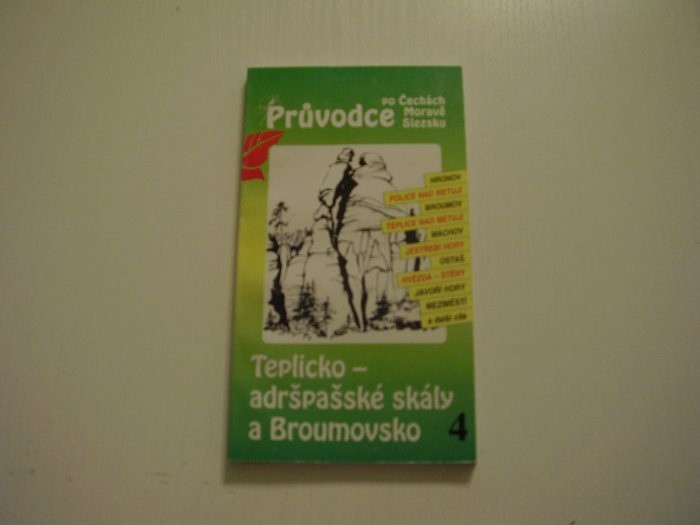 Průvodce
po Čechách
Moravě
Slezsku
HRONOV
POLICE NAD METUJÍ
BROUMOV
TEPLICE NAD METUJÍ
MACHOV
JESTŘEBÍ HORY
OSTAŠ
HVĚZDA - STĚNY
JAVOŘÍ HORY
MEZIMĚSTÍ
a další cíle
Teplicko –
adršpašské skály
a Broumovsko
4